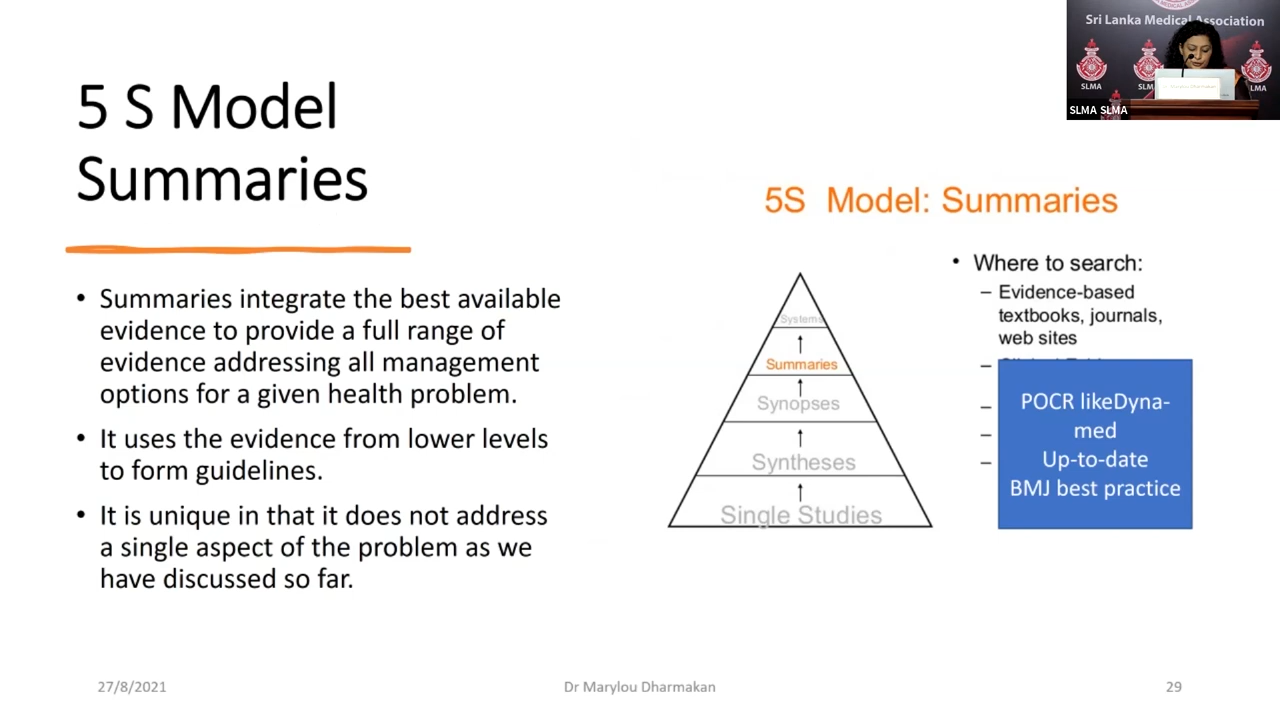 5 S Model
Summaries
• Summaries integrate the best available
evidence to provide a full range of
evidence addressing all management
options for a given health problem.
• It uses the evidence from lower levels
to form guidelines.
• It is unique in that it does not address
a single aspect of the problem as we
have discussed so far.
5S Model: Summaries
Systems
Summaries
Synopses
Syntheses
Single Studies
• Where to search:
– Evidence-based
textbooks, journals,
web sites
–
–
–
–
POCR likeDyna-
med
Up-to-date
BMJ best practice
Sri Lanka Medical Association
SLMA
SLM
LMA
SLMA SLMA
27/8/2021
Dr Marylou Dharmakan
29